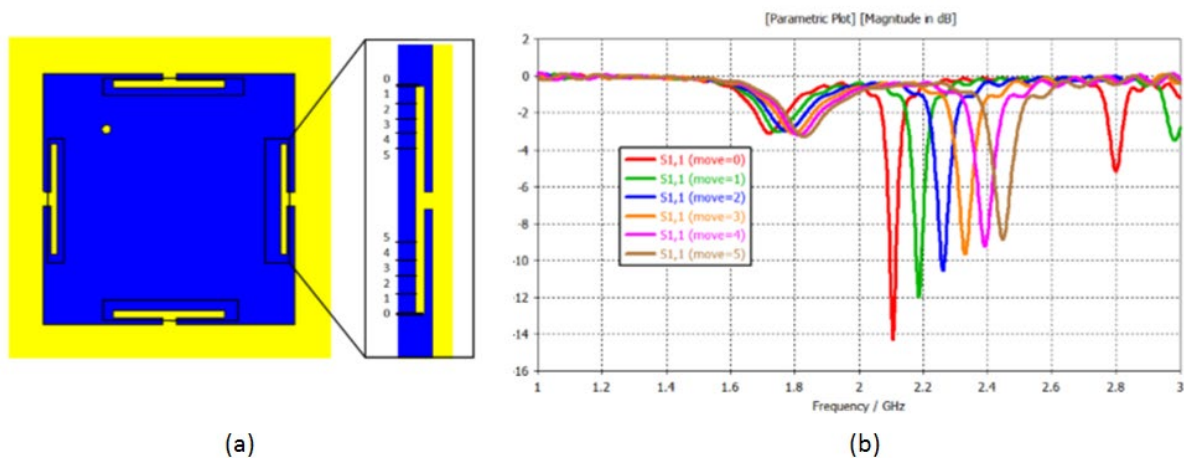 [Parametric Plot] [Magnitude in dB]
0
1
2
3
4
5
5
4
3
2
1
0
2
0
-2
-4
-6
-8
-10
-12
-14
-16
S1,1 (move=0)
S1,1 (move=1)
S1,1 (move=2)
S1,1 (move=3)
S1,1 (move=4)
S1,1 (move=5)
1 1.2 1.4 1.6 1.8 2 2.2 2.4 2.6 2.8 3
Frequency / GHz
(a) (b)